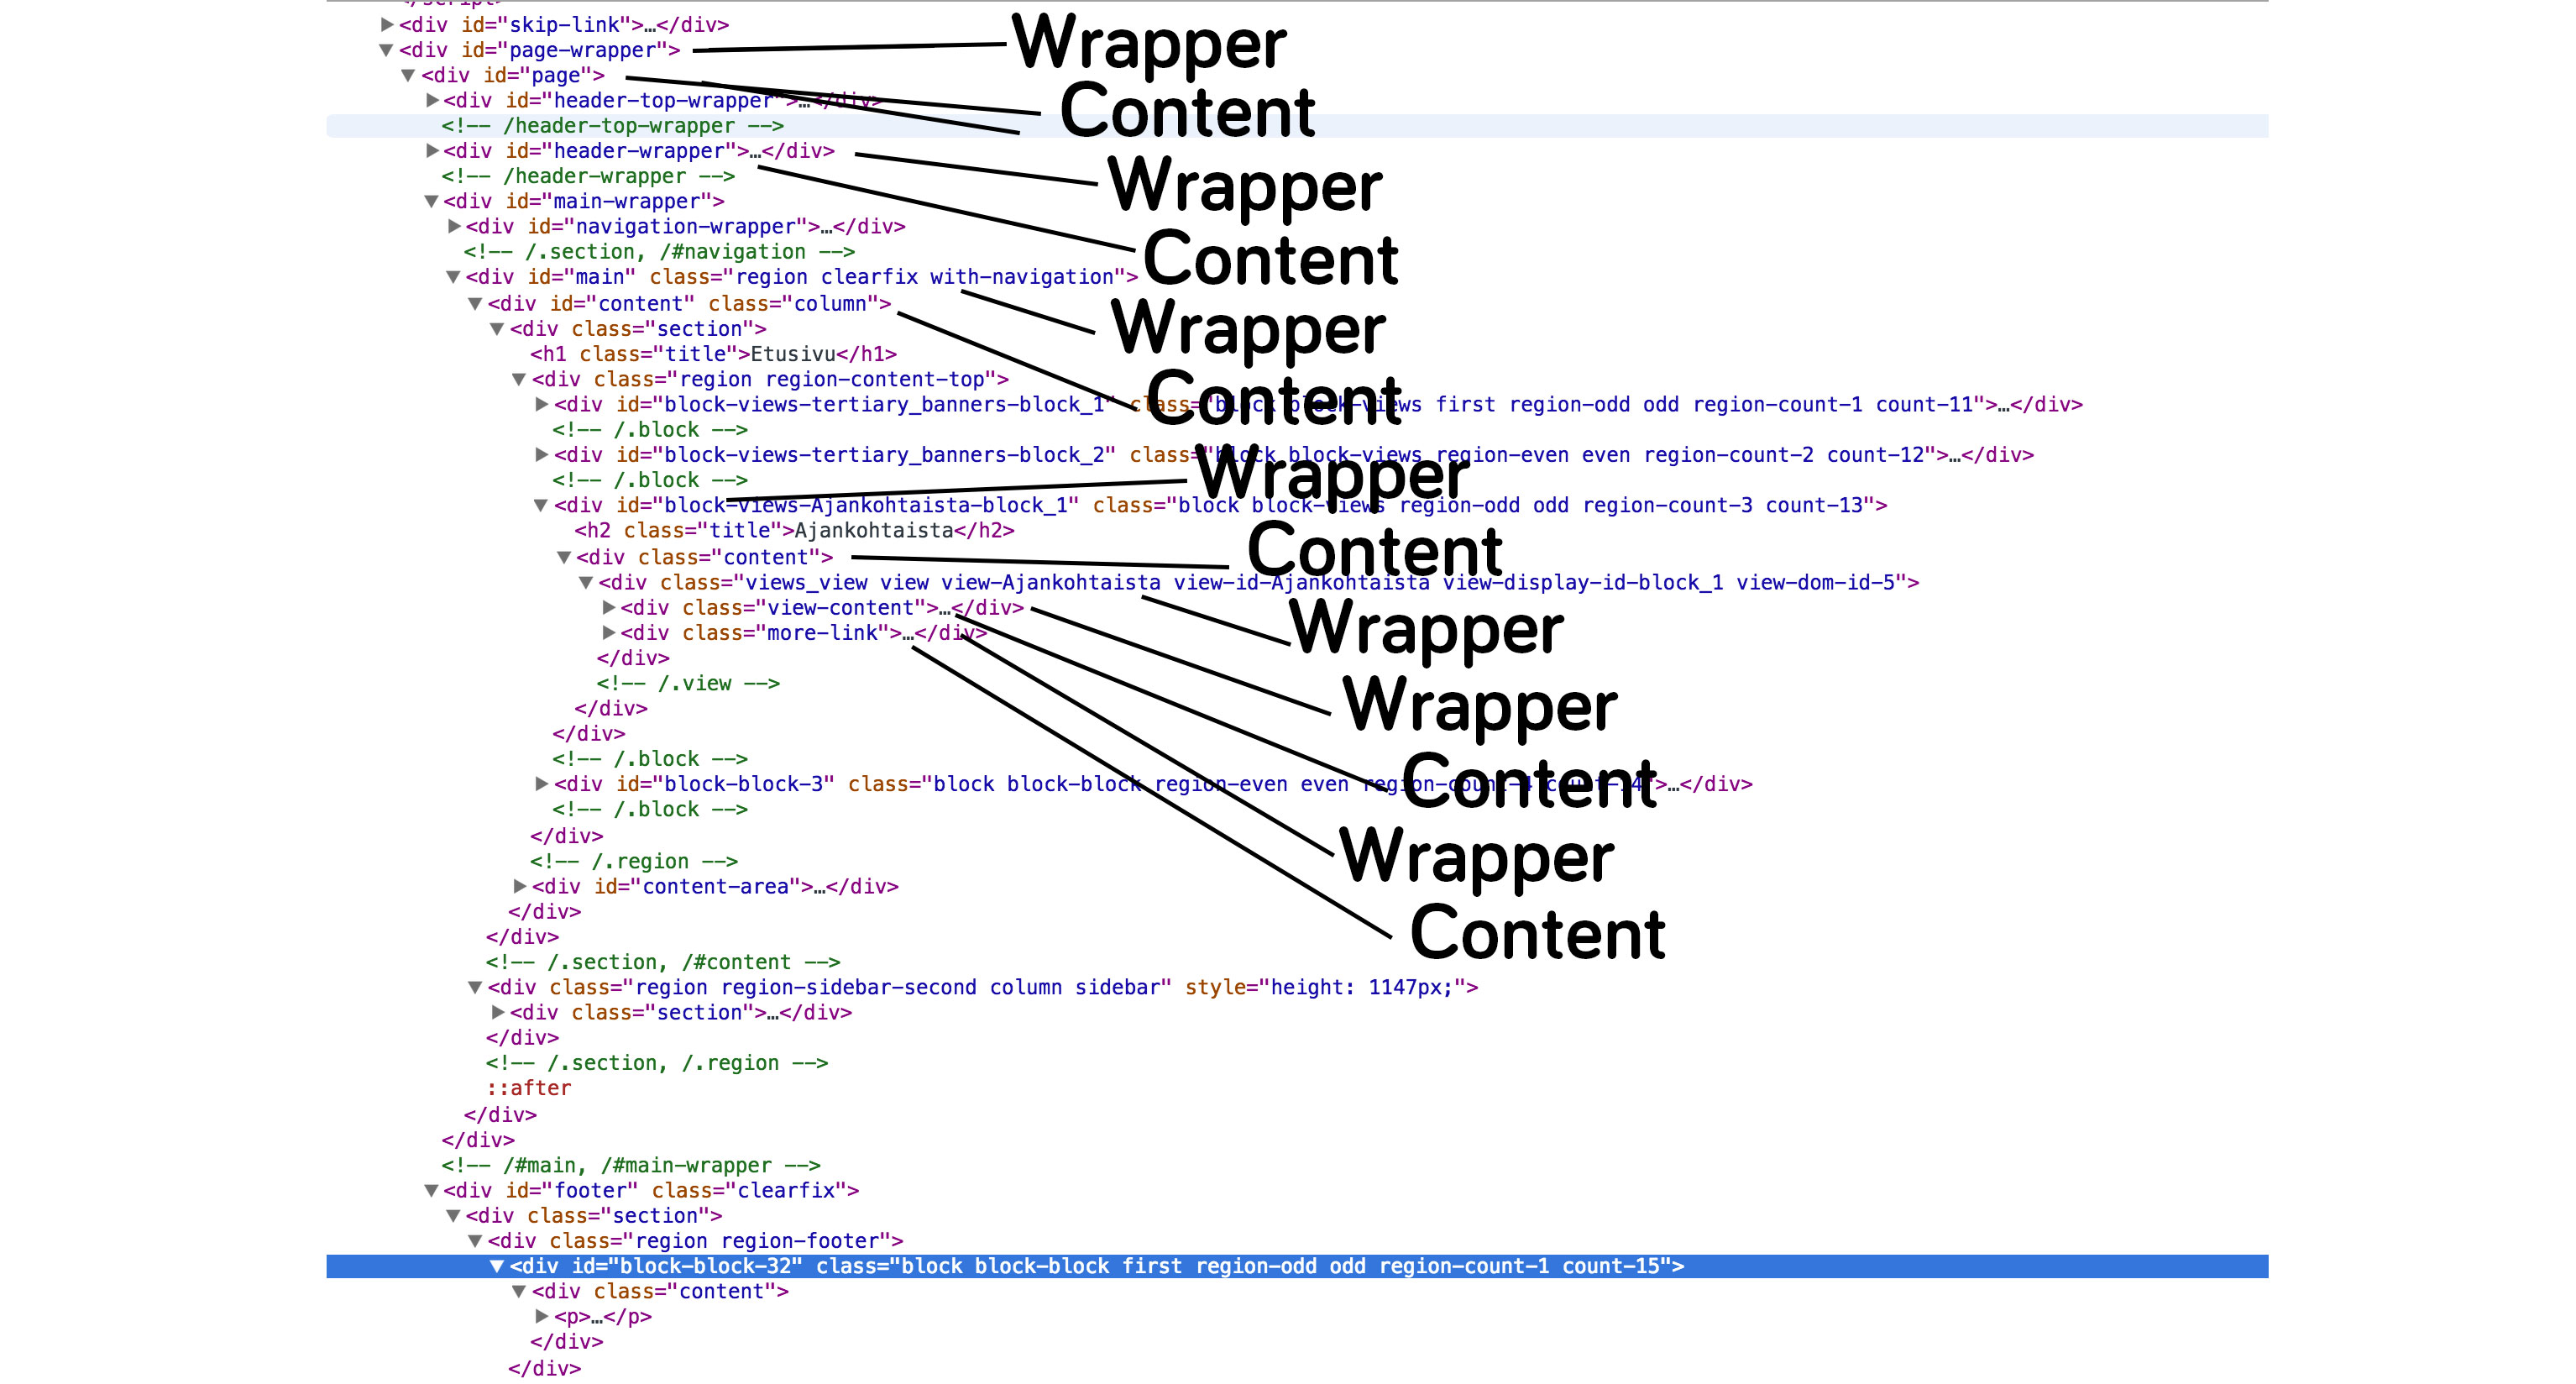 </script>
<div id="skip-link">…</div>
<div id="page-wrapper">
Wrapper
<div id="page">
Content
<div id="header-top-wrapper">…</div>
<!-- /header-top-wrapper -->
<div id="header-wrapper">…</div>
Wrapper
<!-- /header-wrapper -->
<div id="main-wrapper">
<div id="navigation-wrapper">…</div>
<!-- /.section, /#navigation -->
Content
<div id="main" class="region clearfix with-navigation">
<div id="content" class="column">
<div class="section">
Wrapper
<h1 class="title">Etusivu</h1>
<div class="region region-content-top">
Content
<div id="block-views-tertiary_banners-block_1" class="block block-views first region-odd odd region-count-1 count-11">…</div>
<!-- /.block -->
<div id="block-views-tertiary_banners-block_2" class="block block-views region-even even region-count-2 count-12">…</div>
Wrapper
<!-- /.block -->
<div id="block-views-Ajankohtaista-block_1" class="block block-views region-odd odd region-count-3 count-13">
<h2 class="title">Ajankohtaista</h2>
Content
<div class="content">
<div class="views_view view view-Ajankohtaista view-id-Ajankohtaista view-display-id-block_1 view-dom-id-5">
<div class="view-content">…</div>
Wrapper
<div class="more-link">…</div>
</div>
<!-- /.view -->
Wrapper
</div>
</div>
<!-- /.block -->
Content
<div id="block-block-3" class="block block-block region-even even region-count-4 count-14">…</div>
<!-- /.block -->
</div>
Wrapper
<!-- /.region -->
<div id="content-area">…</div>
</div>
Content
</div>
<!-- /.section, /#content -->
<div class="region region-sidebar-second column sidebar" style="height: 1147px;">
<div class="section">…</div>
</div>
<!-- /.section, /.region -->
::after
</div>
</div>
<!-- /#main, /#main-wrapper -->
<div id="footer" class="clearfix">
<div class="section">
<div class="region region-footer">
<div id="block-block-32" class="block block-block first region-odd odd region-count-1 count-15">
<div class="content">
<p>…</p>
</div>
</div>